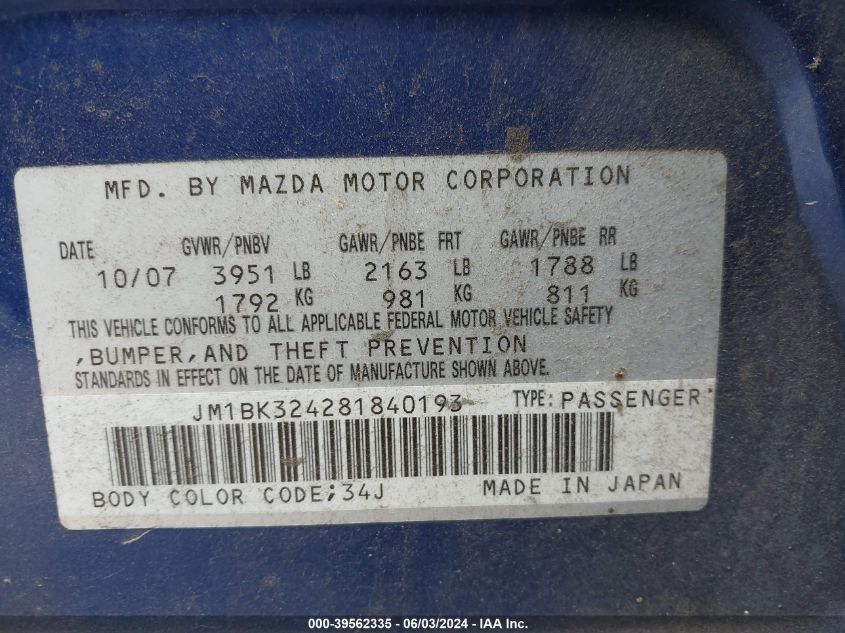 MFD. BY MAZDA MOTOR CORPORATION
DATE GVWR/PNBV GAWR/PNBE FRT GAWR/PNBE RR
10/07 3951 LB 2163 LB 1788 LB
1792 KG 981 KG 811 KG
THIS VEHICLE CONFORMS TO ALL APPLICABLE FEDERAL MOTOR VEHICLE SAFETY
,BUMPER,AND THEFT PREVENTION
STANDARDS IN EFFECT ON THE DATE OF MANUFACTURE SHOWN ABOVE.
JM1BK324281840193 TYPE: PASSENGER
BODY COLOR CODE;34J MADE IN JAPAN
000-39562335 - 06/03/2024 - IAA Inc.